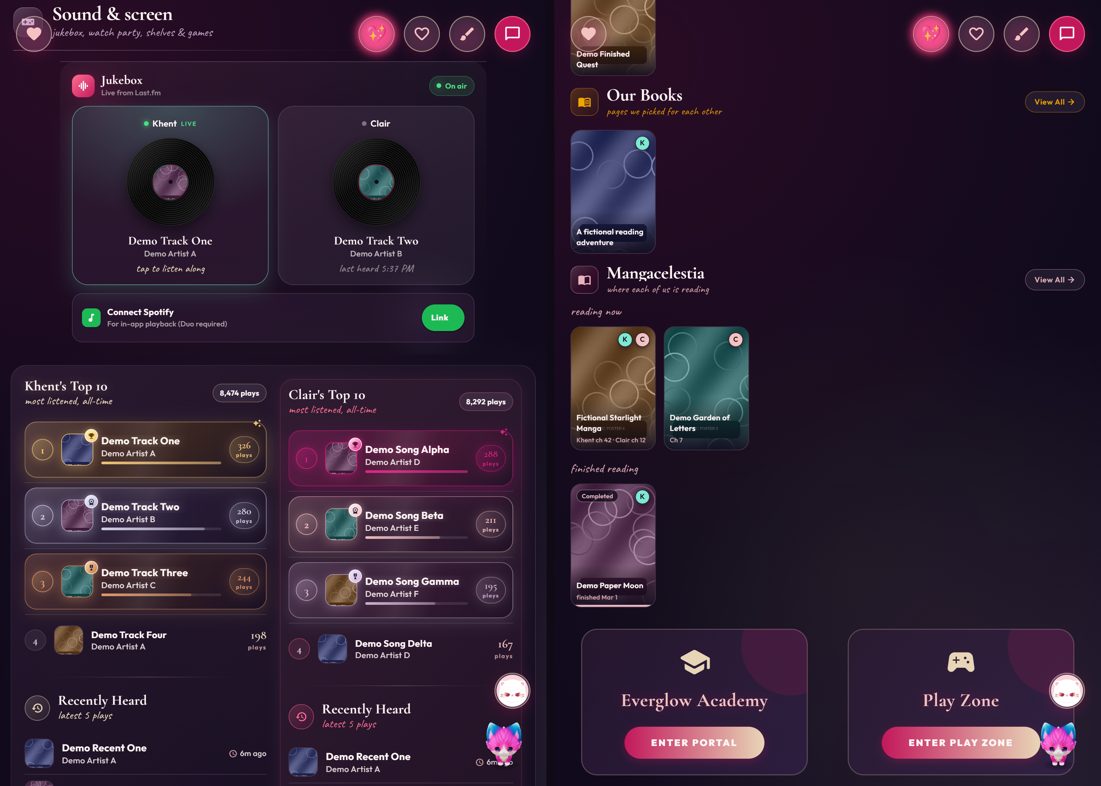 Sound & screen
jukebox, watch party, shelves & games
Jukebox
Live from Last.fm
On air
Khent LIVE
Clair
Demo Track One
Demo Artist A
tap to listen along
Demo Track Two
Demo Artist B
last heard 5:37 PM
Connect Spotify
For in-app playback (Duo required)
Link
Khent's Top 10
most listened, all-time
8,474 plays
1
Demo Track One
Demo Artist A
326
plays
2
Demo Track Two
Demo Artist B
280
plays
3
Demo Track Three
Demo Artist C
244
plays
4
Demo Track Four
Demo Artist A
198
plays
Recently Heard
latest 5 plays
Demo Recent One
Demo Artist A
6m ago
Clair's Top 10
most listened, all-time
8,292 plays
1
Demo Song Alpha
Demo Artist D
288
plays
2
Demo Song Beta
Demo Artist E
211
plays
3
Demo Song Gamma
Demo Artist F
195
plays
4
Demo Song Delta
Demo Artist D
167
plays
Recently Heard
latest 5 plays
Demo Recent One
Demo Artist A
Demo Finished
Quest
Our Books
pages we picked for each other
View All →
K
A fictional reading
adventure
Mangacelestia
where each of us is reading
View All →
reading now
K C
Fictional Starlight
Manga
Khent ch 42 · Clair ch 12
C
Demo Garden of
Letters
Ch 7
finished reading
Completed
K
Demo Paper Moon
finished Mar 1
Everglow Academy
ENTER PORTAL
Play Zone
ENTER PLAY ZONE